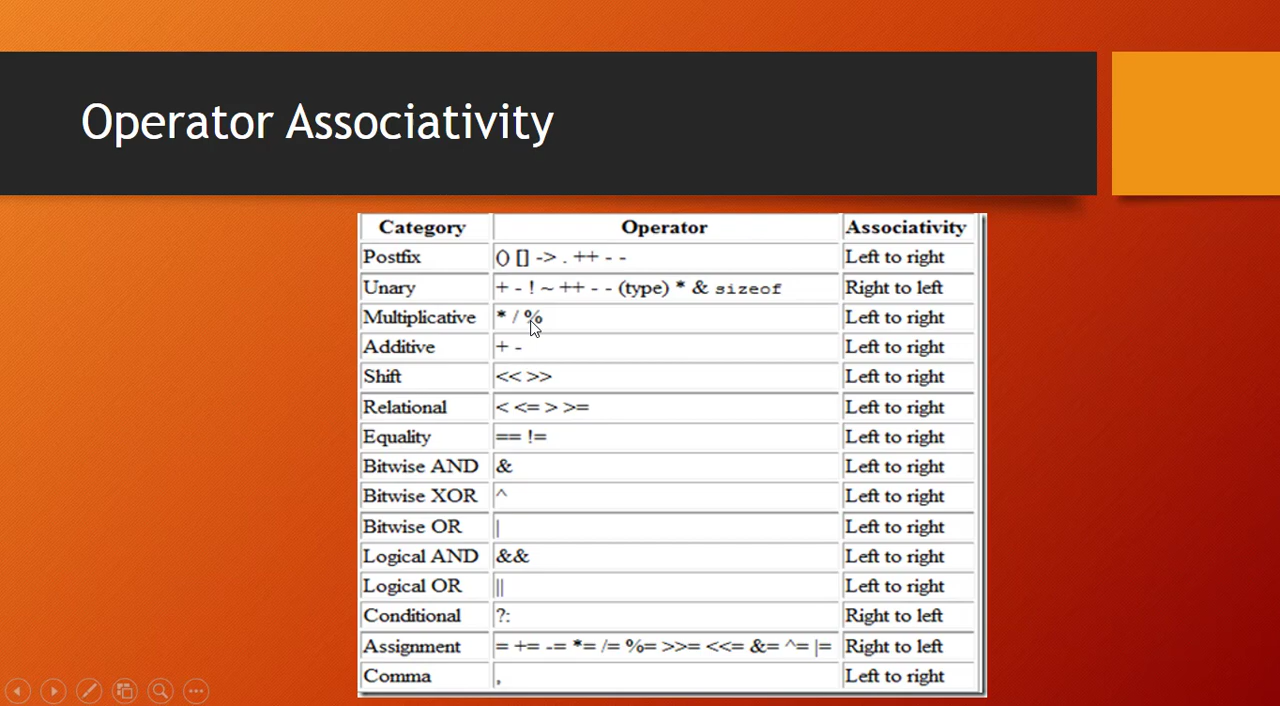 Operator Associativity
Category Operator Associativity
Postfix () [] -> . ++ - - Left to right
Unary + - ! ~ ++ - - (type) * & sizeof Right to left
Multiplicative * / % Left to right
Additive + - Left to right
Shift << >> Left to right
Relational < <= > >= Left to right
Equality == != Left to right
Bitwise AND & Left to right
Bitwise XOR ^ Left to right
Bitwise OR | Left to right
Logical AND && Left to right
Logical OR || Left to right
Conditional ?: Right to left
Assignment = += -= *= /= %= >>= <<= &= ^= |= Right to left
Comma , Left to right